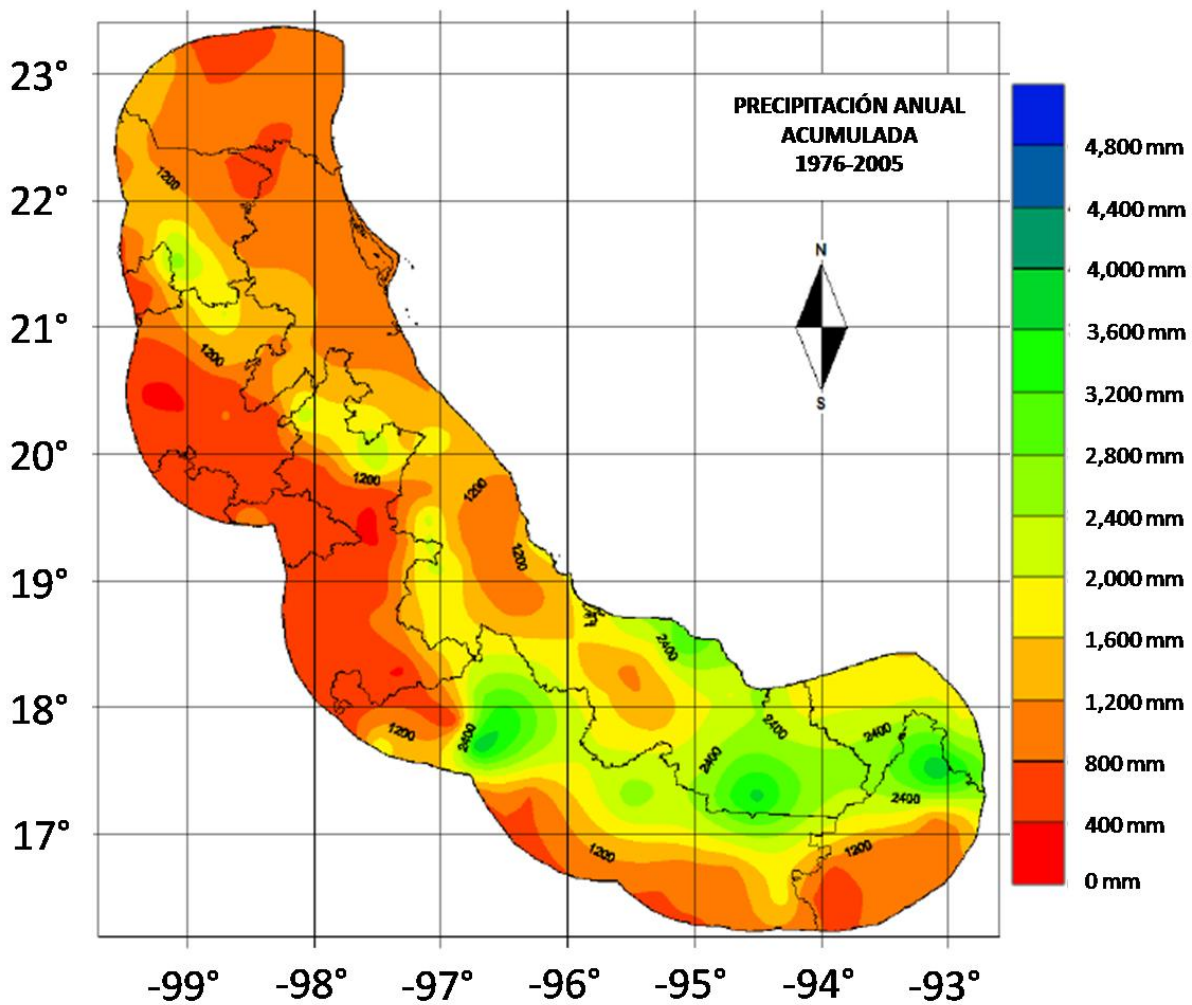 PRECIPITACIÓN ANUAL
ACUMULADA
1976-2005
N
S
23°
22°
21°
20°
19°
18°
17°
-99°
-98°
-97°
-96°
-95°
-94°
-93°
4,800 mm
4,400 mm
4,000 mm
3,600 mm
3,200 mm
2,800 mm
2,400 mm
2,000 mm
1,600 mm
1,200 mm
800 mm
400 mm
0 mm
1200
1200
1200
1200
1200
2400
1200
2400
2400
2400
2400
2400
1200
1200